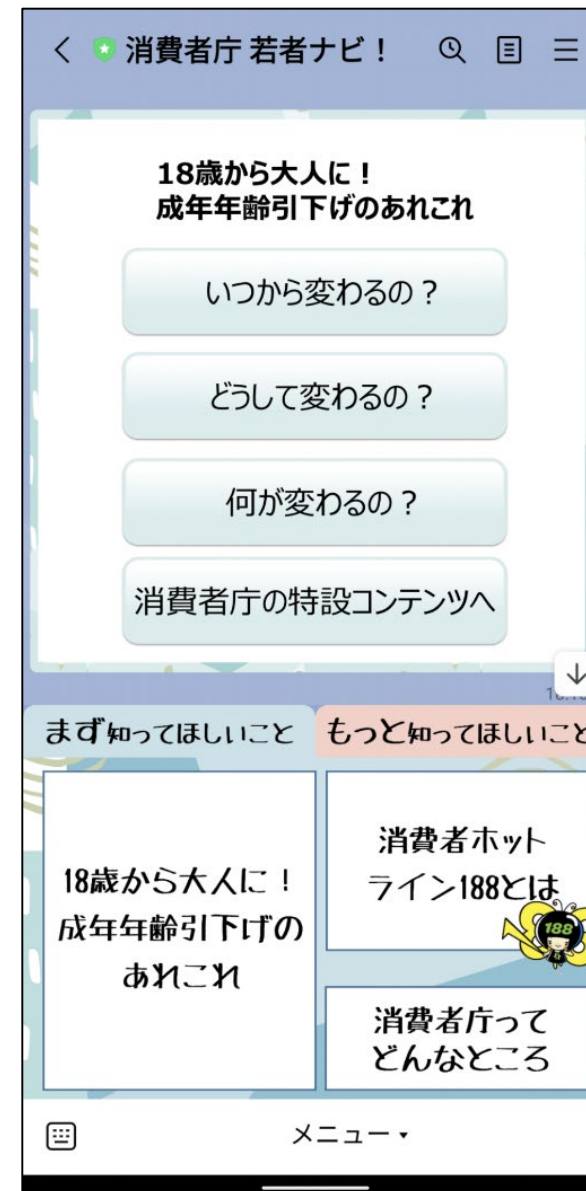 消費者庁 若者ナビ！
18歳から大人に！
成年年齢引下げのあれこれ
いつから変わるの？
どうして変わるの？
何が変わるの？
消費者庁の特設コンテンツへ
まず知ってほしいこと
もっと知ってほしいこと
18歳から大人に！
成年年齢引下げの
あれこれ
消費者ホット
ライン188とは
188
消費者庁って
どんなところ
メニュー▾